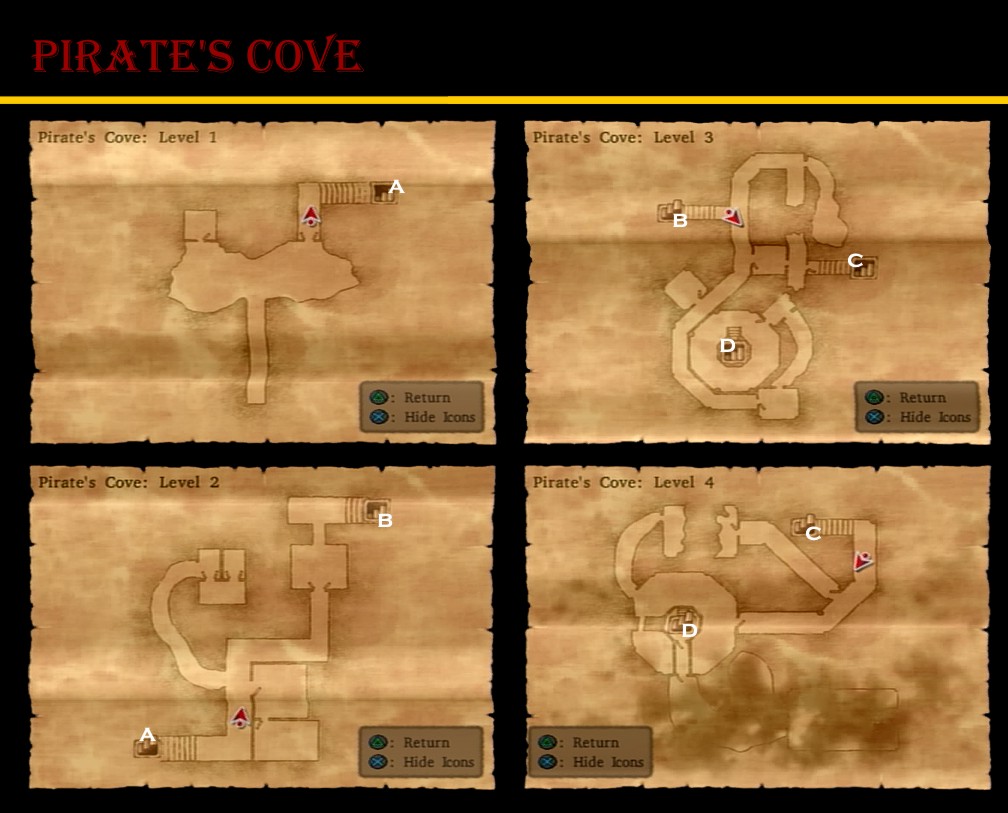 PIRATE'S COVE
Pirate's Cove: Level 1
A
: Return
: Hide Icons
Pirate's Cove: Level 3
B
C
D
: Return
: Hide Icons
Pirate's Cove: Level 2
B
A
: Return
: Hide Icons
Pirate's Cove: Level 4
C
D
: Return
: Hide Icons